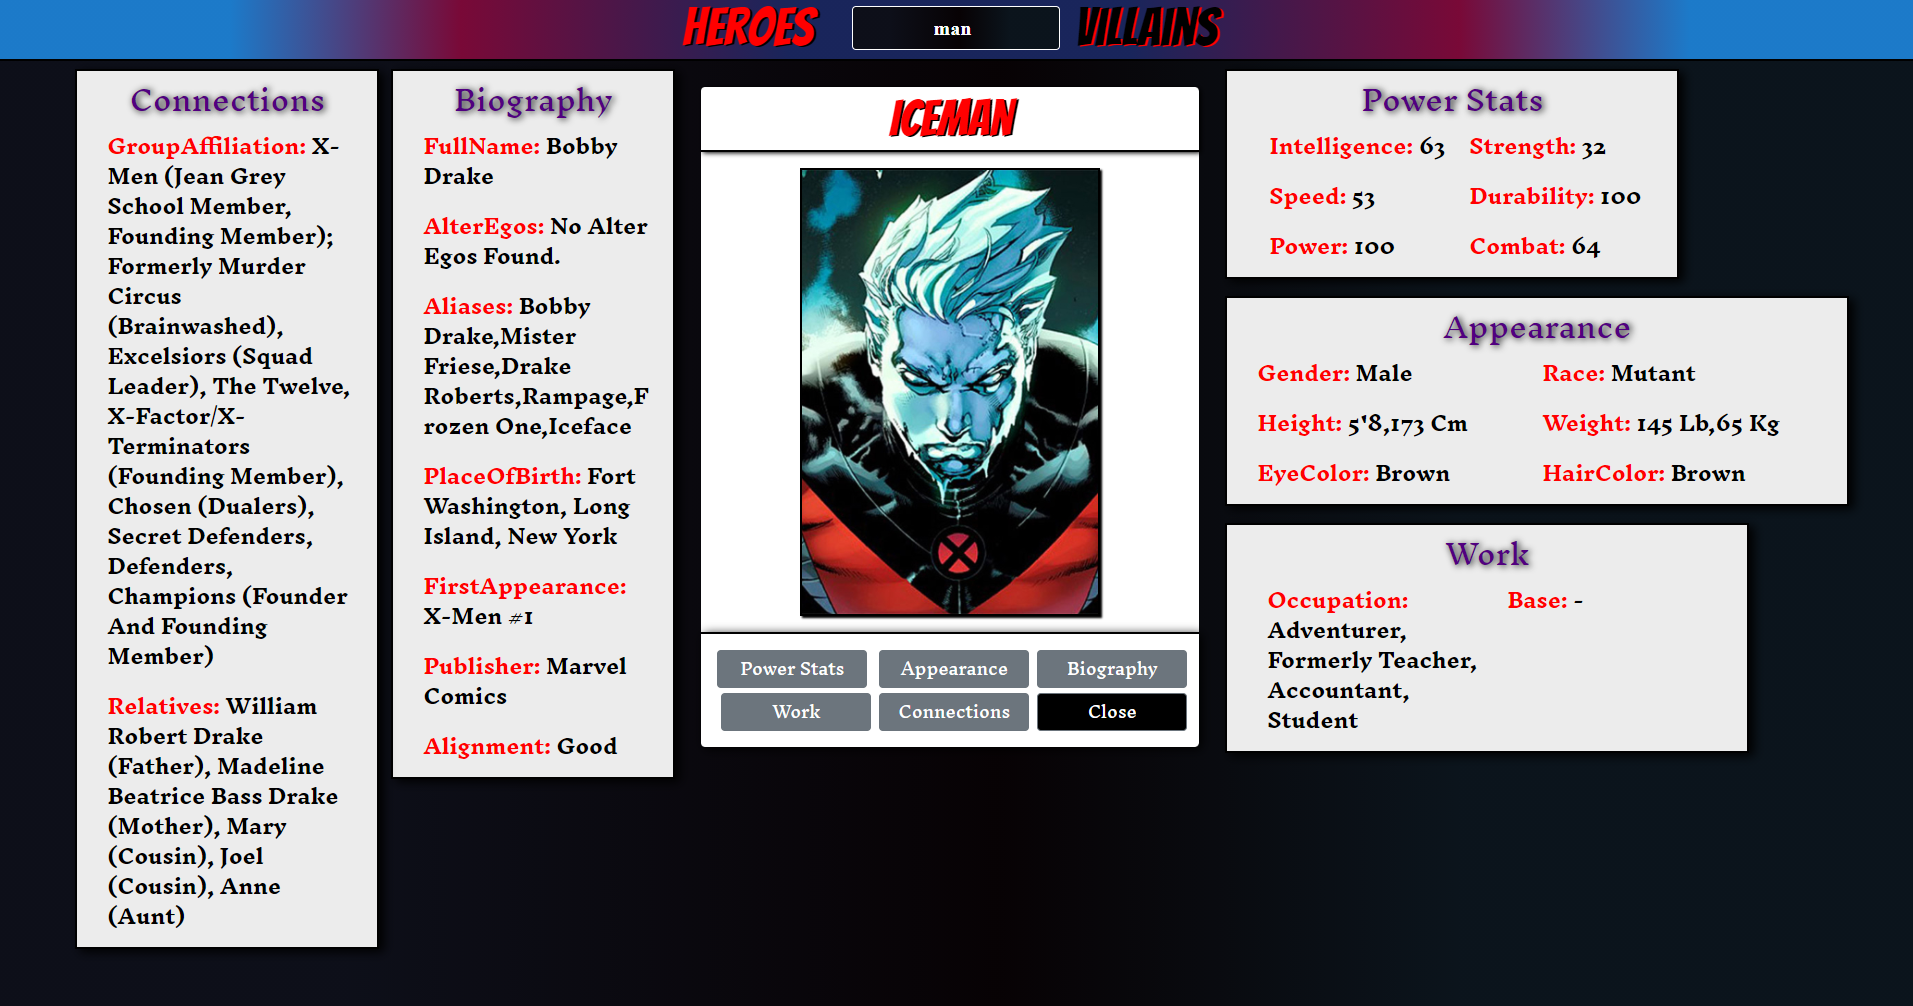 HEROES
man
VILLAINS
Connections
GroupAffiliation: X-
Men (Jean Grey
School Member,
Founding Member);
Formerly Murder
Circus
(Brainwashed),
Excelsiors (Squad
Leader), The Twelve,
X-Factor/X-
Terminators
(Founding Member),
Chosen (Dualers),
Secret Defenders,
Defenders,
Champions (Founder
And Founding
Member)
Relatives: William
Robert Drake
(Father), Madeline
Beatrice Bass Drake
(Mother), Mary
(Cousin), Joel
(Cousin), Anne
(Aunt)
Biography
FullName: Bobby
Drake
AlterEgos: No Alter
Egos Found.
Aliases: Bobby
Drake,Mister
Friese,Drake
Roberts,Rampage,F
rozen One,Iceface
PlaceOfBirth: Fort
Washington, Long
Island, New York
FirstAppearance:
X-Men #1
Publisher: Marvel
Comics
Alignment: Good
ICEMAN
Power Stats
Appearance
Biography
Work
Connections
Close
Power Stats
Intelligence: 63
Strength: 32
Speed: 53
Durability: 100
Power: 100
Combat: 64
Appearance
Gender: Male
Race: Mutant
Height: 5'8,173 Cm
Weight: 145 Lb,65 Kg
EyeColor: Brown
HairColor: Brown
Work
Occupation:
Adventurer,
Formerly Teacher,
Accountant,
Student
Base: -